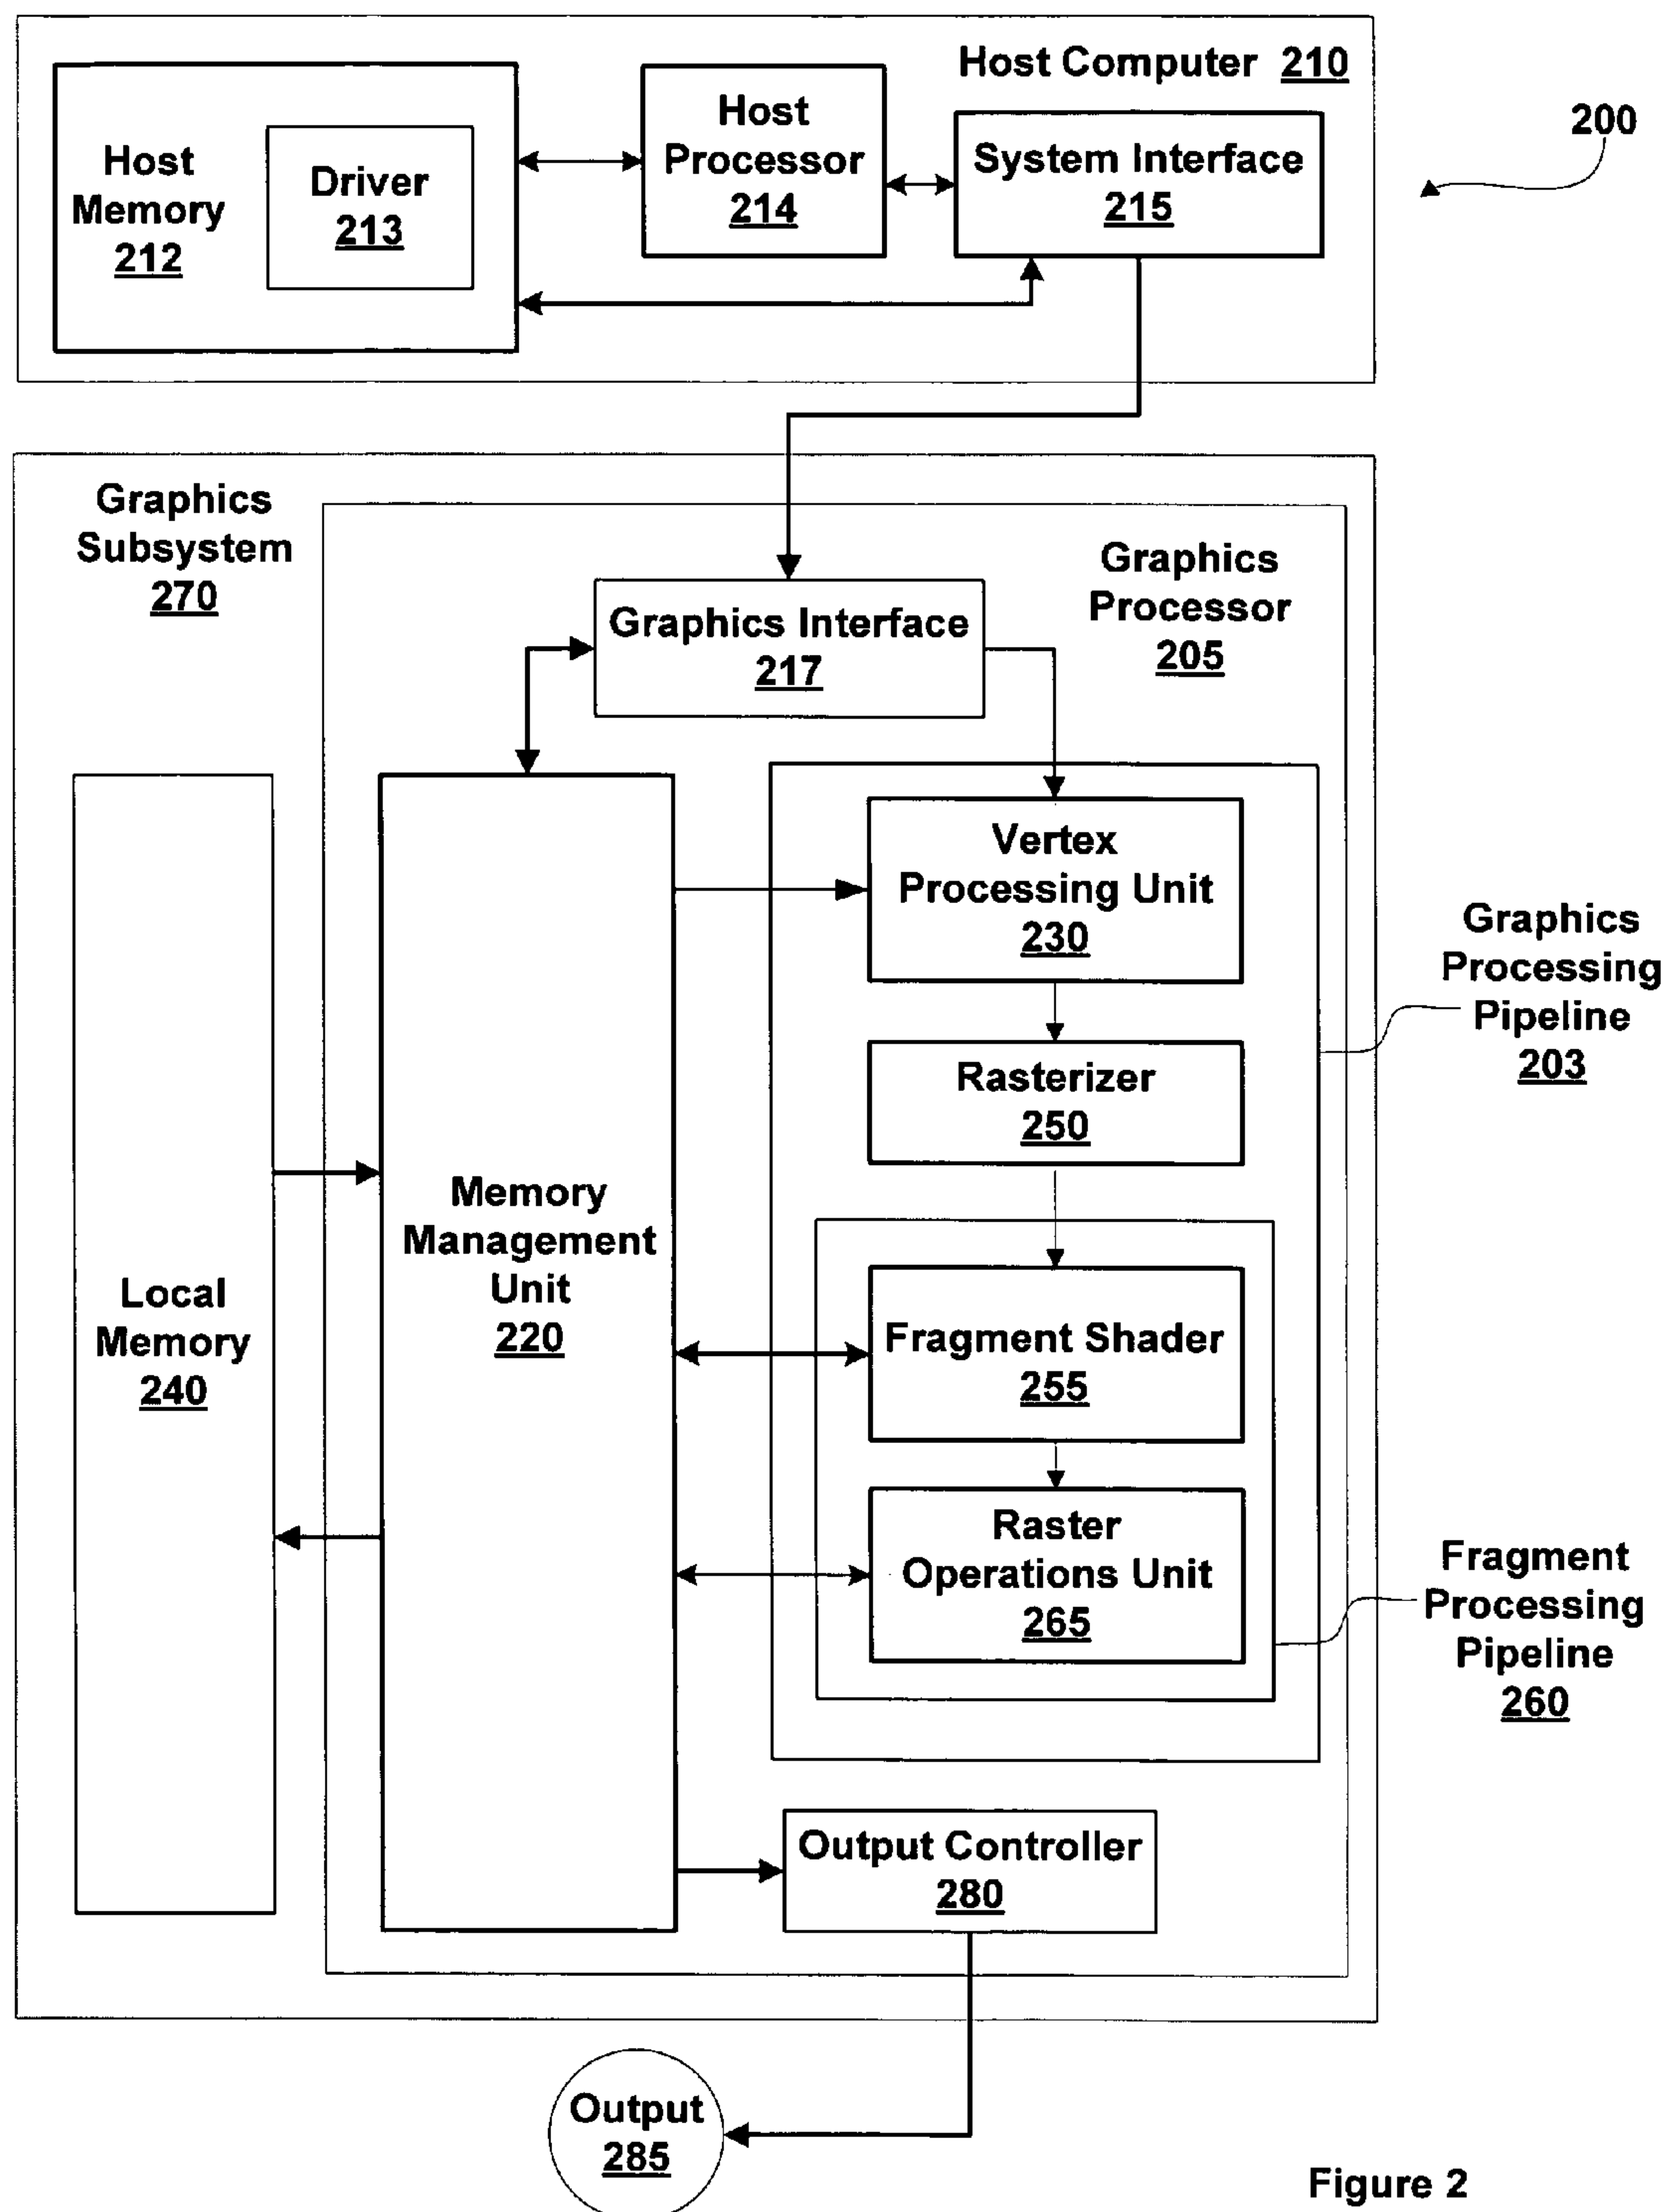 Host Computer 210
Host
Memory
212
Driver
213
Host
Processor
214
System Interface
215
200
Graphics
Subsystem
270
Graphics
Processor
205
Graphics Interface
217
Vertex
Processing Unit
230
Graphics
Processing
Pipeline
203
Rasterizer
250
Memory
Management
Unit
220
Local
Memory
240
Fragment Shader
255
Raster
Operations Unit
265
Fragment
Processing
Pipeline
260
Output Controller
280
Output
285
Figure 2